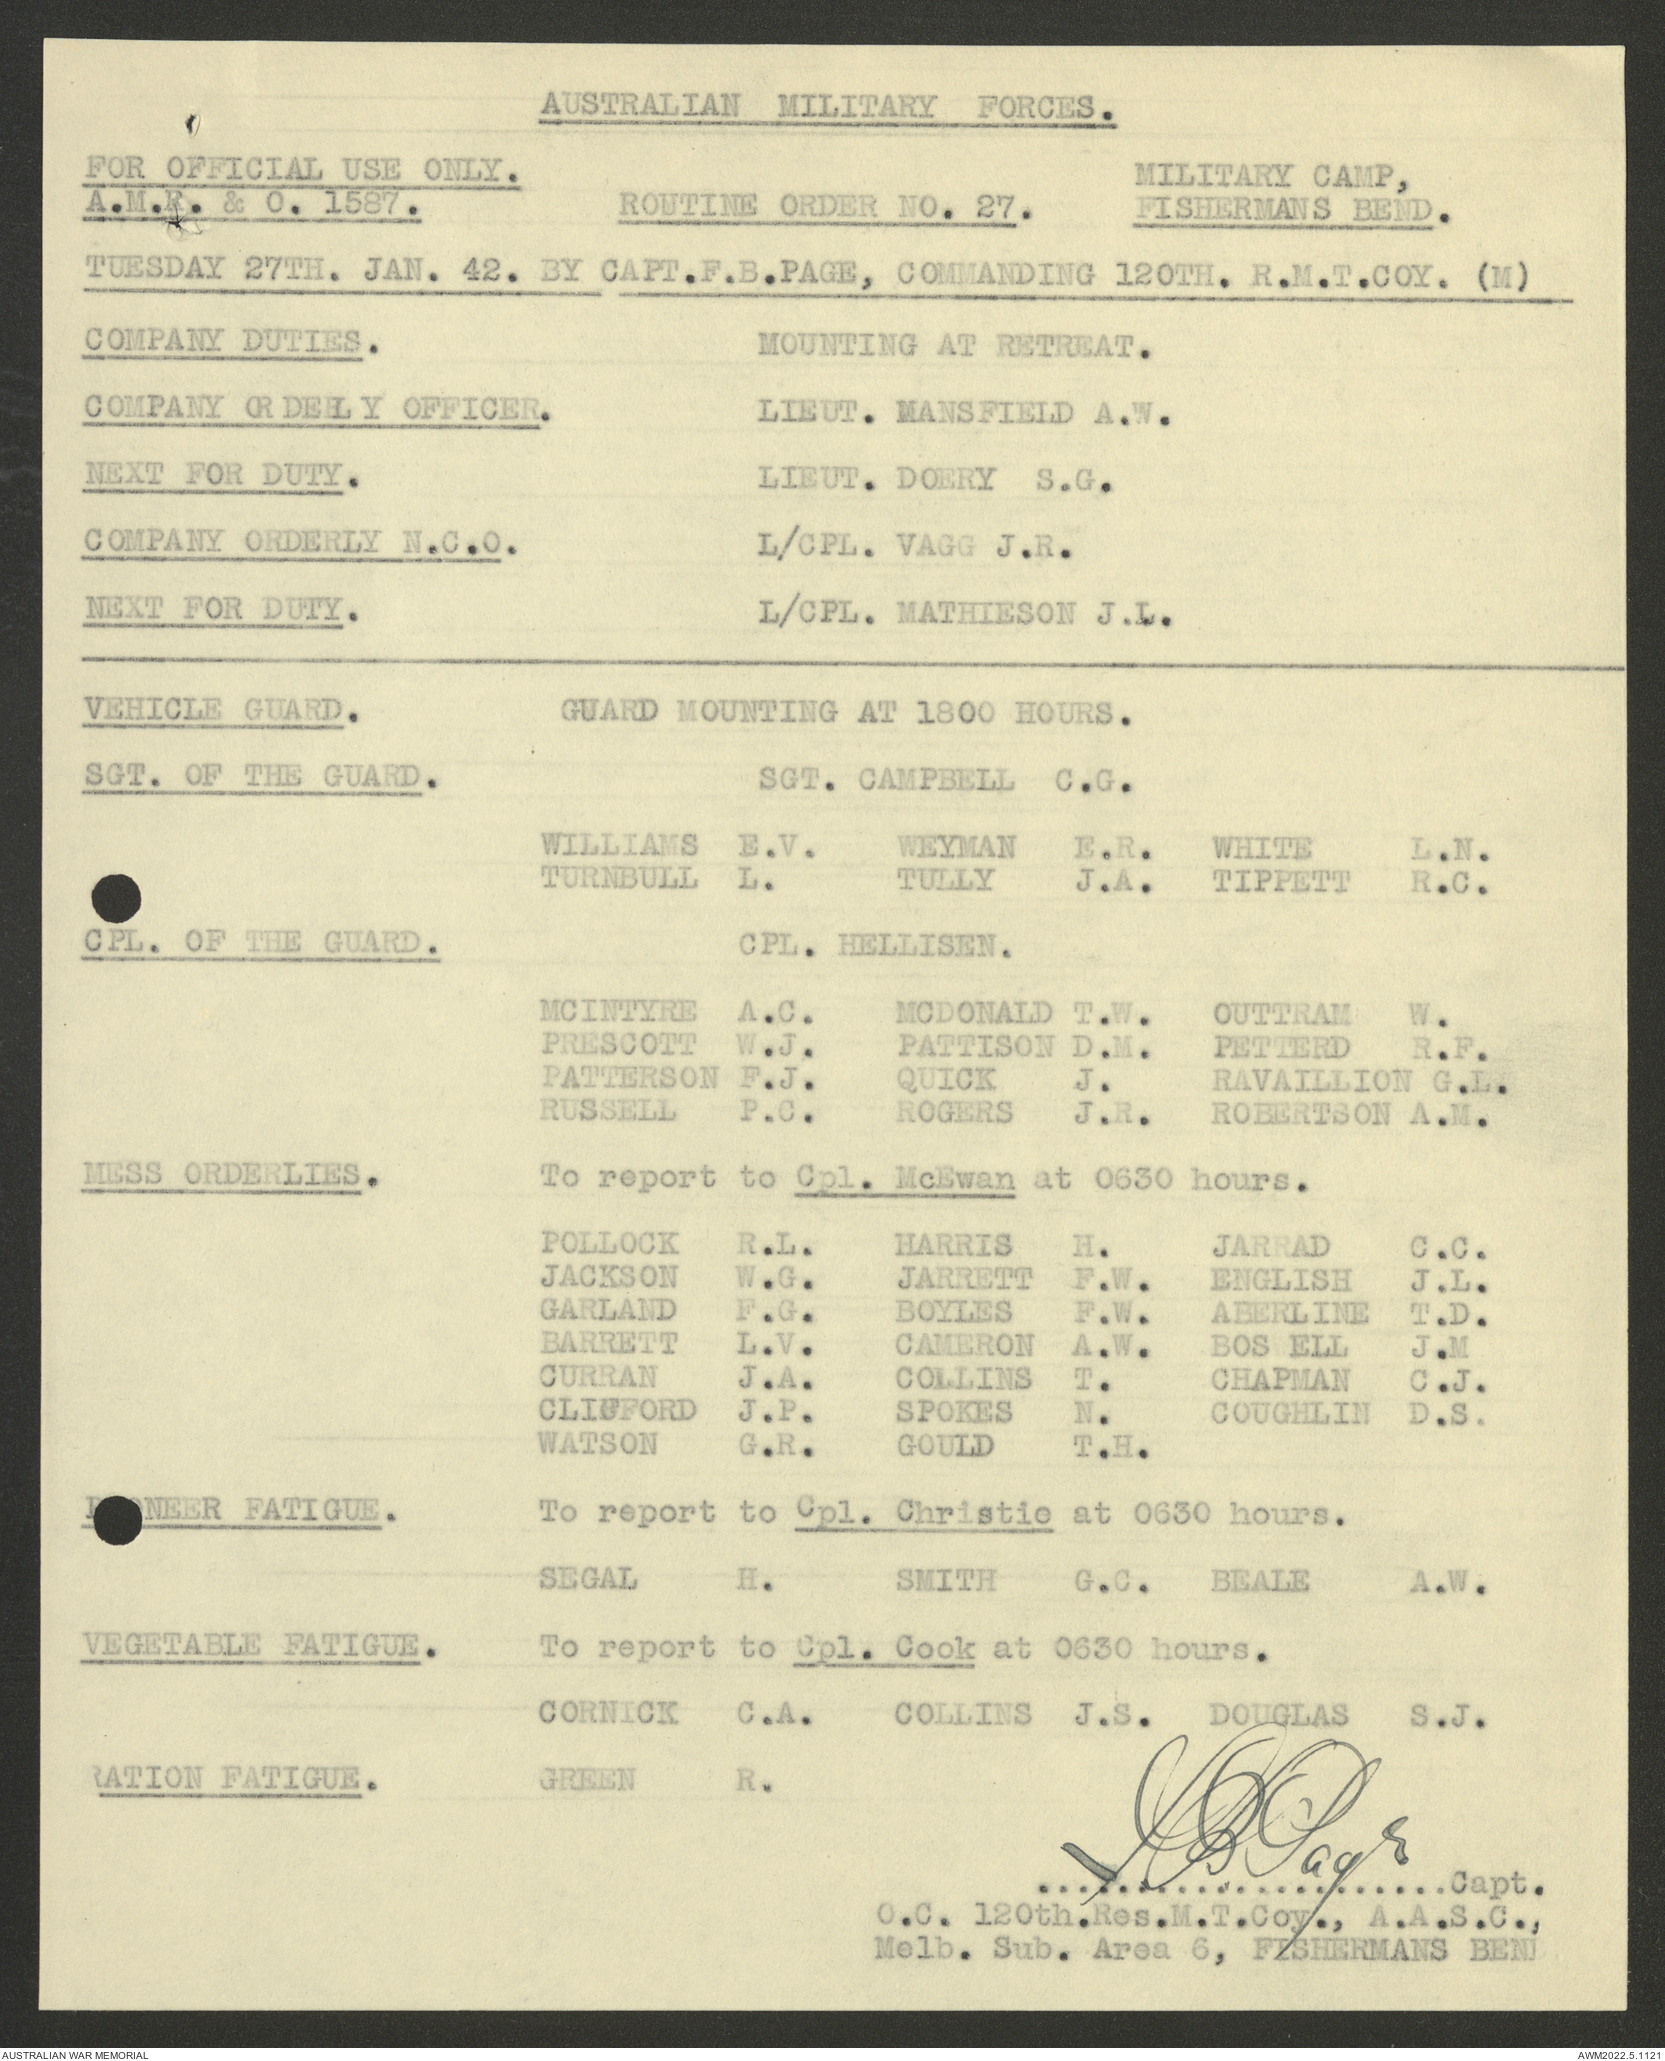 AUSTRALIAN MILITARY FORCES.
FOR OFFICIAL USE ONLY.
A.M.R. & O. 1587.
ROUTINE ORDER NO. 27.
MILITARY CAMP,
FISHERMANS BEND.
TUESDAY 27TH. JAN. 42. BY CAPT.F.B.PAGE, COMMANDING 120TH. R.M.T.COY. (M)
COMPANY DUTIES. MOUNTING AT RETREAT.
COMPANY ORDERLY OFFICER. LIEUT. MANSFIELD A.W.
NEXT FOR DUTY. LIEUT. DOERY S.G.
COMPANY ORDERLY N.C.O. L/CPL. VAGG J.R.
NEXT FOR DUTY. L/CPL. MATHIESON J.L.
VEHICLE GUARD. GUARD MOUNTING AT 1800 HOURS.
SGT. OF THE GUARD. SGT. CAMPBELL C.G.
WILLIAMS E.V. WEYMAN E.R. WHITE L.N.
TURNBULL L. TULLY J.A. TIPPETT R.C.
CPL. OF THE GUARD. CPL. HELLISEN.
MCINTYRE A.C. MCDONALD T.W. OUTTRAM W.
PRESCOTT W.J. PATTISON D.M. PETTERD R.F.
PATTERSON F.J. QUICK J. RAVAILLION G.L.
RUSSELL P.C. ROGERS J.R. ROBERTSON A.M.
MESS ORDERLIES. To report to Cpl. McEwan at 0630 hours.
POLLOCK R.L. HARRIS H. JARRAD C.C.
JACKSON W.G. JARRETT F.W. ENGLISH J.L.
GARLAND F.G. BOYLES F.W. ABERLINE T.D.
BARRETT L.V. CAMERON A.W. BOS ELL J.M
CURRAN J.A. COLLINS T. CHAPMAN C.J.
CLIFFORD J.P. SPOKES N. COUGHLIN D.S.
WATSON G.R. GOULD T.H.
PIONEER FATIGUE. To report to Cpl. Christie at 0630 hours.
SEGAL H. SMITH G.C. BEALE A.W.
VEGETABLE FATIGUE. To report to Cpl. Cook at 0630 hours.
CORNICK C.A. COLLINS J.S. DOUGLAS S.J.
RATION FATIGUE. GREEN R.
F B Page
.....................Capt.
O.C. 120th.Res.M.T.Coy., A.A.S.C.,
Melb. Sub. Area 6, FISHERMANS BEND
AUSTRALIAN WAR MEMORIAL
AWM2022.5.1121